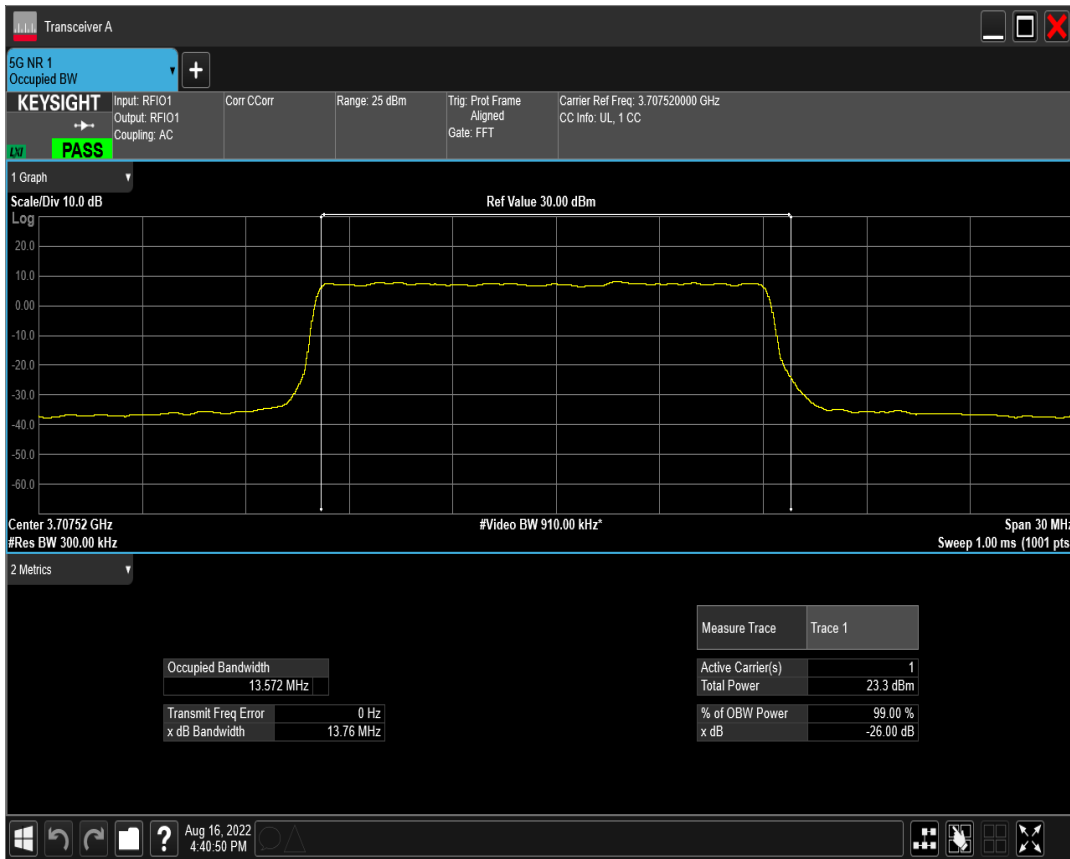 Transceiver A
5G NR 1
Occupied BW
+
KEYSIGHT
LXI
PASS
Input: RFIO1
Output: RFIO1
Coupling: AC
Corr CCorr
Range: 25 dBm
Trig: Prot Frame
Aligned
Gate: FFT
Carrier Ref Freq: 3.707520000 GHz
CC Info: UL, 1 CC
1 Graph
Scale/Div 10.0 dB
Ref Value 30.00 dBm
Log
20.0
10.0
0.00
-10.0
-20.0
-30.0
-40.0
-50.0
-60.0
Center 3.70752 GHz
#Video BW 910.00 kHz*
Span 30 MHz
#Res BW 300.00 kHz
Sweep 1.00 ms (1001 pts
2 Metrics
Measure Trace Trace 1
Occupied Bandwidth
13.572 MHz
Active Carrier(s) 1
Total Power 23.3 dBm
Transmit Freq Error 0 Hz
x dB Bandwidth 13.76 MHz
% of OBW Power 99.00 %
x dB -26.00 dB
?
Aug 16, 2022
4:40:50 PM